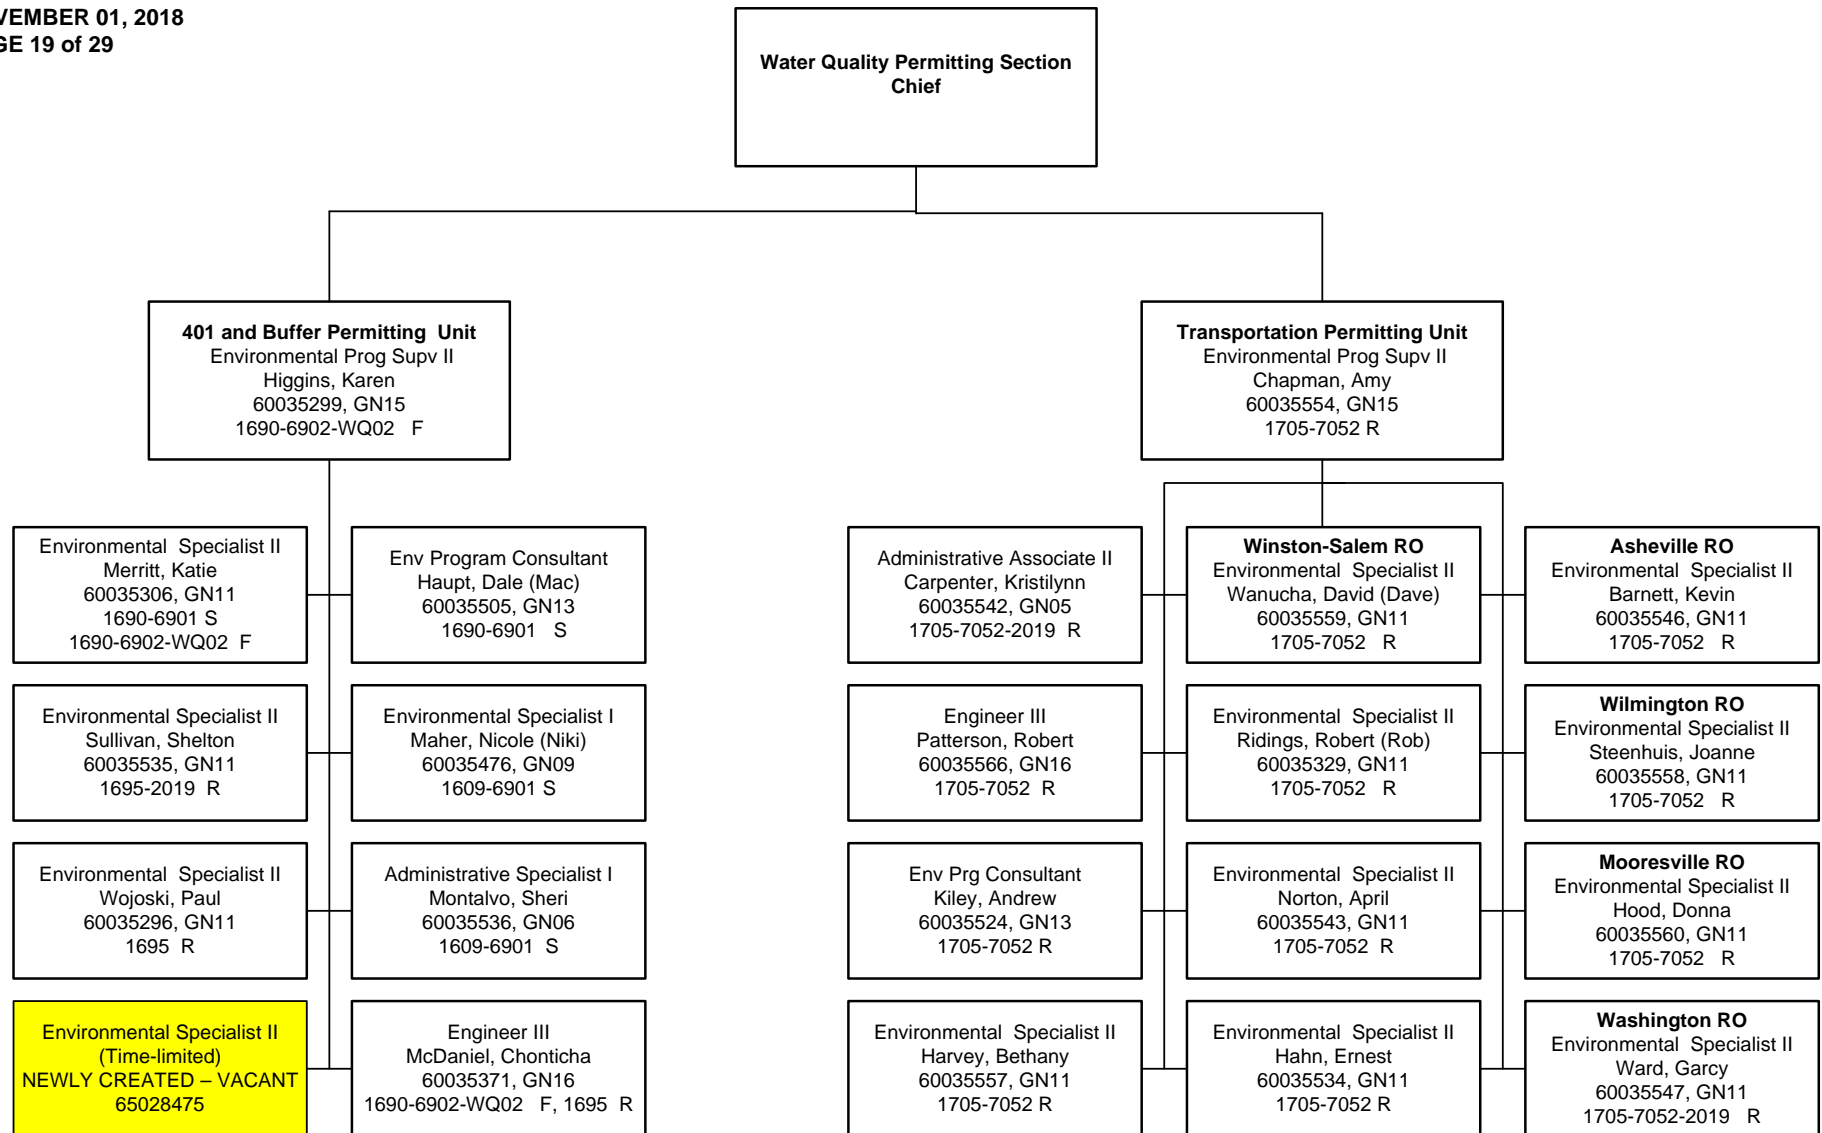 VEMBER 01, 2018
GE 19 of 29
Water Quality Permitting Section
Chief
401 and Buffer Permitting Unit
Environmental Prog Supv II
Higgins, Karen
60035299, GN15
1690-6902-WQ02 F
Transportation Permitting Unit
Environmental Prog Supv II
Chapman, Amy
60035554, GN15
1705-7052 R
Environmental Specialist II
Merritt, Katie
60035306, GN11
1690-6901 S
1690-6902-WQ02 F
Env Program Consultant
Haupt, Dale (Mac)
60035505, GN13
1690-6901 S
Administrative Associate II
Carpenter, Kristilynn
60035542, GN05
1705-7052-2019 R
Winston-Salem RO
Environmental Specialist II
Wanucha, David (Dave)
60035559, GN11
1705-7052 R
Asheville RO
Environmental Specialist II
Barnett, Kevin
60035546, GN11
1705-7052 R
Environmental Specialist II
Sullivan, Shelton
60035535, GN11
1695-2019 R
Environmental Specialist I
Maher, Nicole (Niki)
60035476, GN09
1609-6901 S
Engineer III
Patterson, Robert
60035566, GN16
1705-7052 R
Environmental Specialist II
Ridings, Robert (Rob)
60035329, GN11
1705-7052 R
Wilmington RO
Environmental Specialist II
Steenhuis, Joanne
60035558, GN11
1705-7052 R
Environmental Specialist II
Wojoski, Paul
60035296, GN11
1695 R
Administrative Specialist I
Montalvo, Sheri
60035536, GN06
1609-6901 S
Env Prg Consultant
Kiley, Andrew
60035524, GN13
1705-7052 R
Environmental Specialist II
Norton, April
60035543, GN11
1705-7052 R
Mooresville RO
Environmental Specialist II
Hood, Donna
60035560, GN11
1705-7052 R
Environmental Specialist II
(Time-limited)
NEWLY CREATED – VACANT
65028475
Engineer III
McDaniel, Chonticha
60035371, GN16
1690-6902-WQ02 F, 1695 R
Environmental Specialist II
Harvey, Bethany
60035557, GN11
1705-7052 R
Environmental Specialist II
Hahn, Ernest
60035534, GN11
1705-7052 R
Washington RO
Environmental Specialist II
Ward, Garcy
60035547, GN11
1705-7052-2019 R